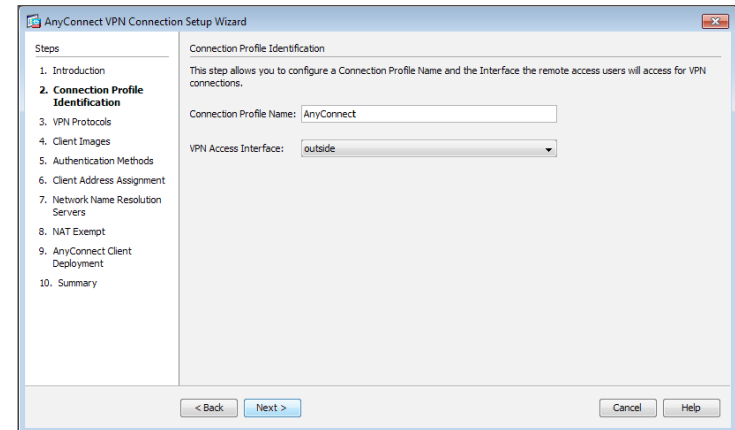 AnyConnect VPN Connection Setup Wizard
Steps
1. Introduction
2. Connection Profile
Identification
3. VPN Protocols
4. Client Images
5. Authentication Methods
6. Client Address Assignment
7. Network Name Resolution
Servers
8. NAT Exempt
9. AnyConnect Client
Deployment
10. Summary
Connection Profile Identification
This step allows you to configure a Connection Profile Name and the Interface the remote access users will access for VPN
connections.
Connection Profile Name: AnyConnect
VPN Access Interface: outside
< Back Next > Cancel Help